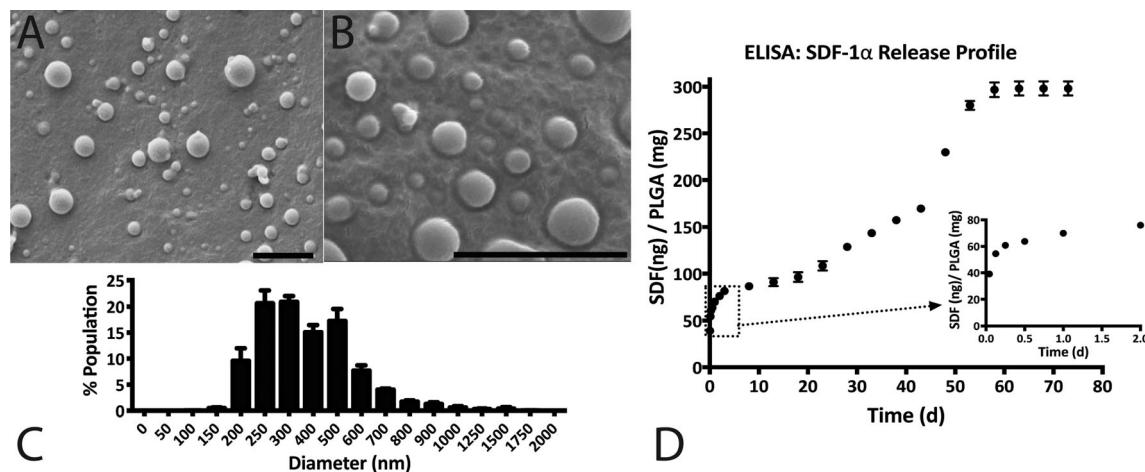 A
B
% Population
25
20
15
10
5
0
0
50
100
150
200
250
300
400
500
600
700
800
900
1000
1250
1500
1750
2000
Diameter (nm)
C
ELISA: SDF-1α Release Profile
SDF(ng) / PLGA (mg)
300
250
200
150
100
50
0
0 10 20 30 40 50 60 70 80
Time (d)
SDF (ng)/ PLGA (mg)
80
60
40
20
0
0.0 0.5 1.0 1.5 2.0
Time (d)
D